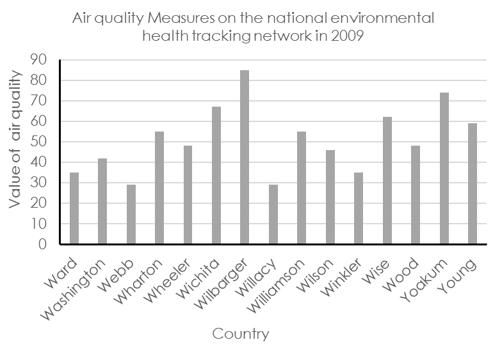 Air quality Measures on the national environmental
health tracking network in 2009
Value of air quality
90
80
70
60
50
40
30
20
10
0
Ward
Washington
Webb
Wharton
Wheeler
Wichita
Wilbarger
Willacy
Williamson
Wilson
Winkler
Wise
Wood
Yoakum
Young
Country